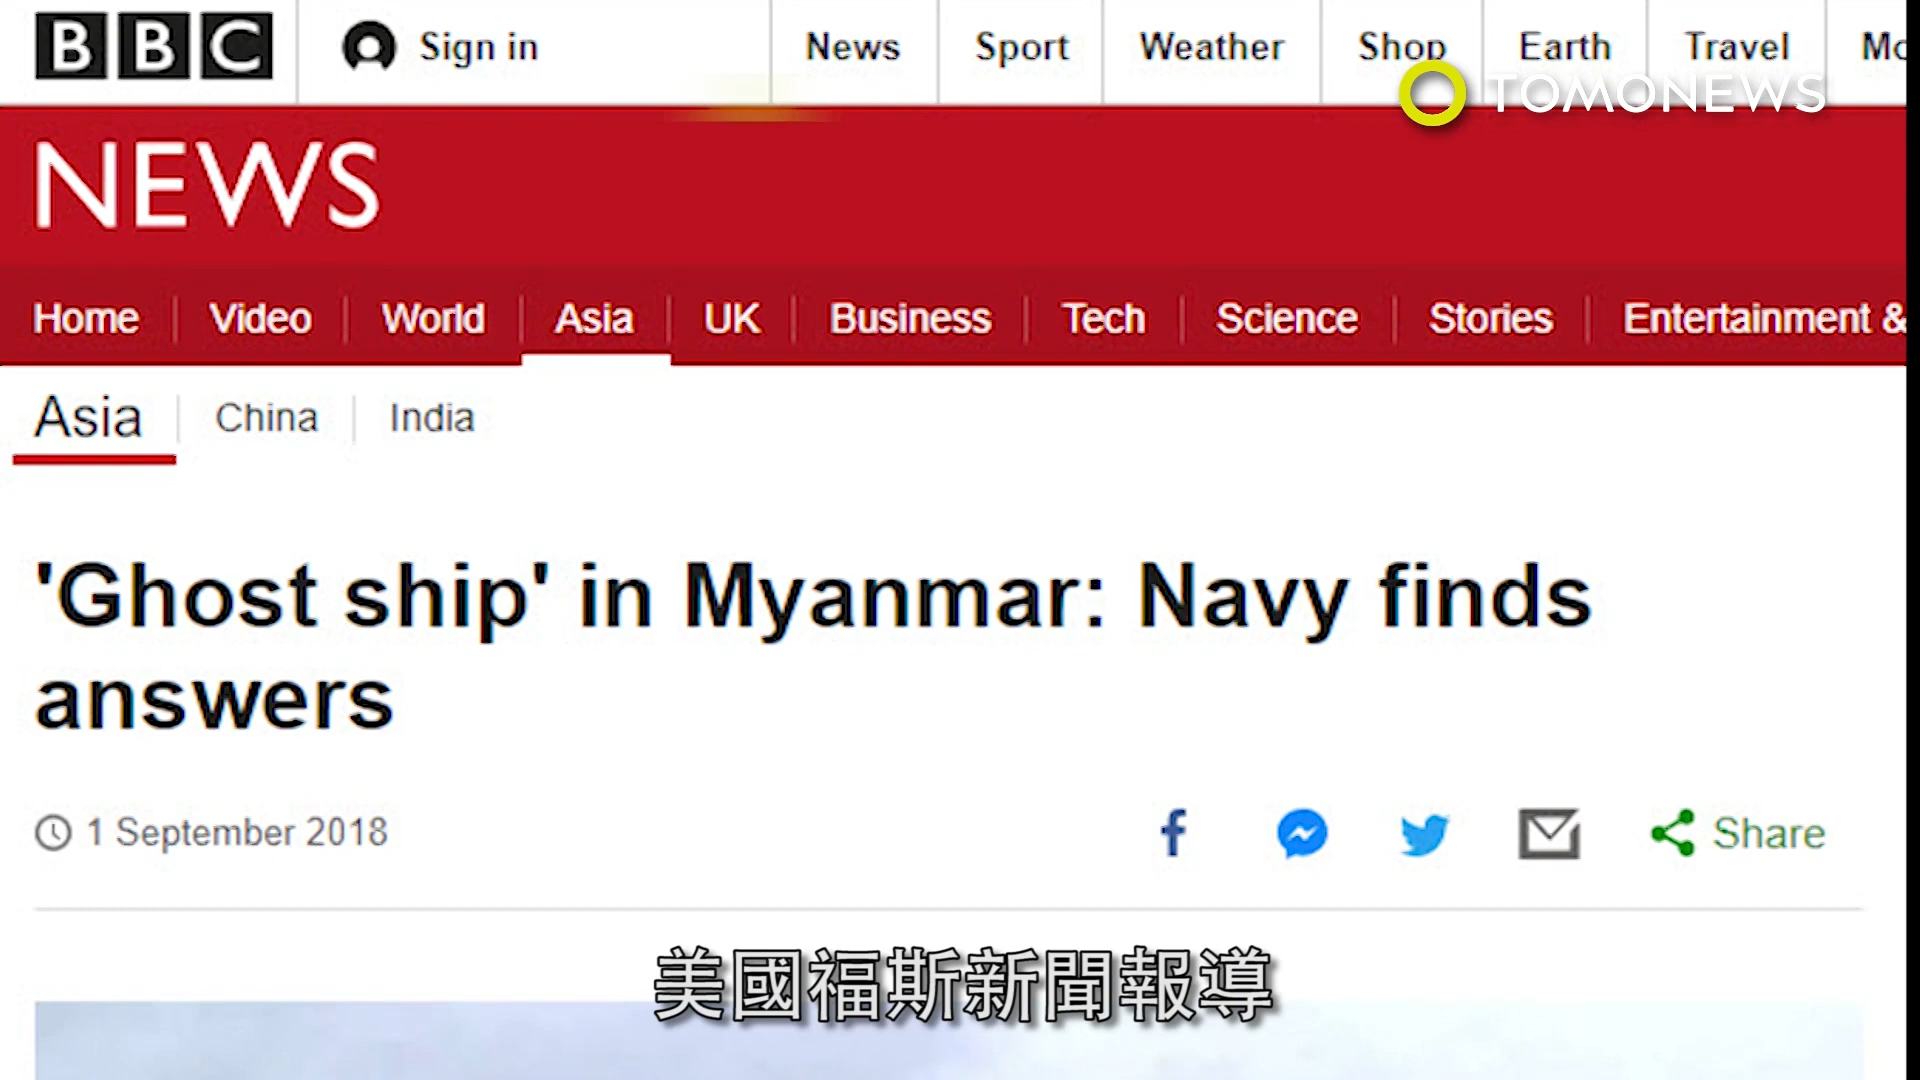 BBC Sign in News Sport Weather Shop Earth Travel
TOMONEWS
NEWS
Home Video World Asia UK Business Tech Science Stories Entertainment &
Asia China India
'Ghost ship' in Myanmar: Navy finds
answers
1 September 2018 Share
美國福斯新聞報導